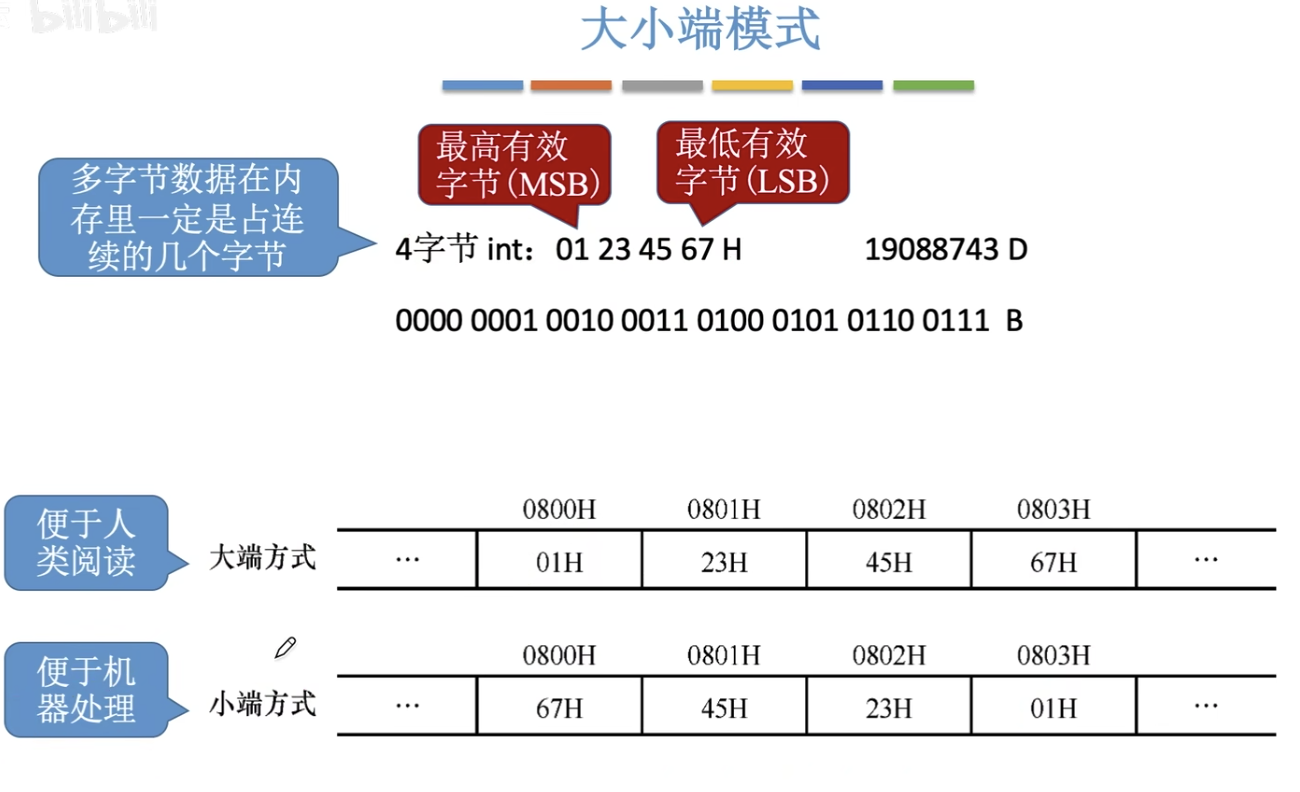 bilibili
大小端模式
最高有效
字节(MSB)
最低有效
字节(LSB)
多字节数据在内
存里一定是占连
续的几个字节
4字节 int： 01 23 45 67 H 19088743 D
0000 0001 0010 0011 0100 0101 0110 0111 B
便于人
类阅读
大端方式
0800H 0801H 0802H 0803H
… 01H 23H 45H 67H …
便于机
器处理
小端方式
0800H 0801H 0802H 0803H
… 67H 45H 23H 01H …